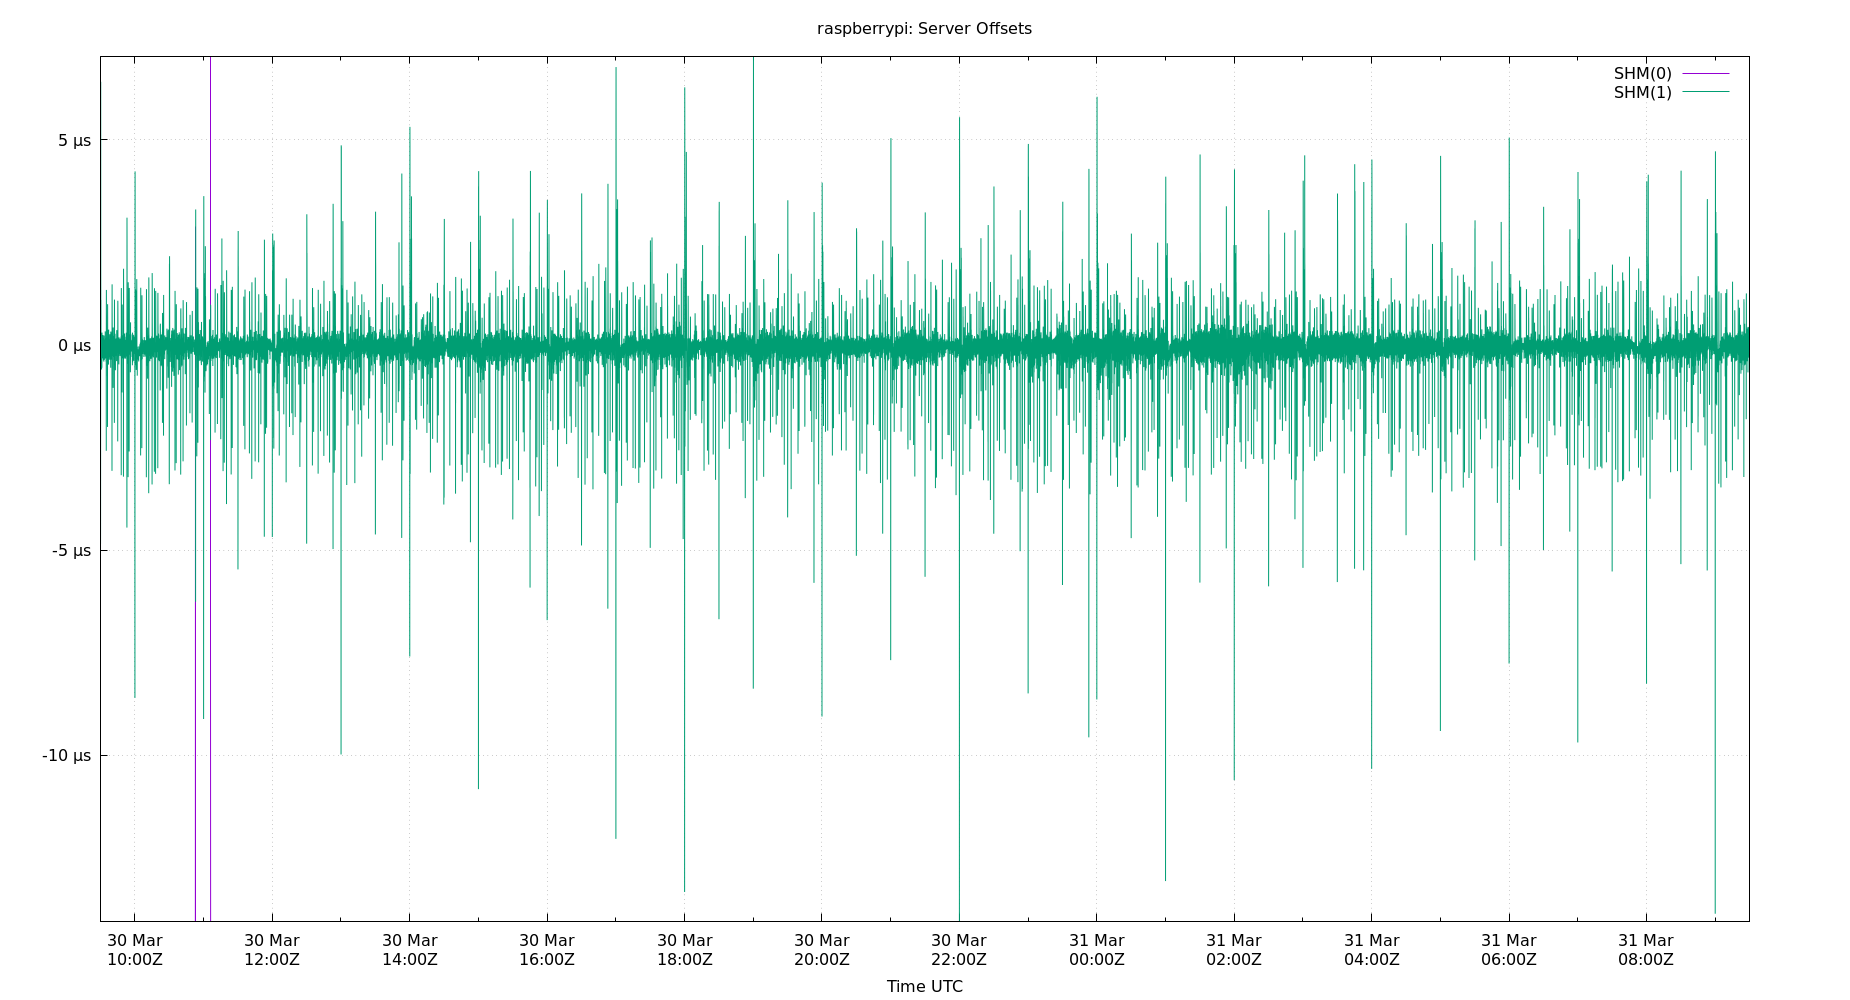 raspberrypi: Server Offsets
SHM(0)
SHM(1)
5 µs
0 µs
-5 µs
-10 µs
30 Mar 30 Mar 30 Mar 30 Mar 30 Mar 30 Mar 30 Mar 31 Mar 31 Mar 31 Mar 31 Mar 31 Mar
10:00Z 12:00Z 14:00Z 16:00Z 18:00Z 20:00Z 22:00Z 00:00Z 02:00Z 04:00Z 06:00Z 08:00Z
Time UTC